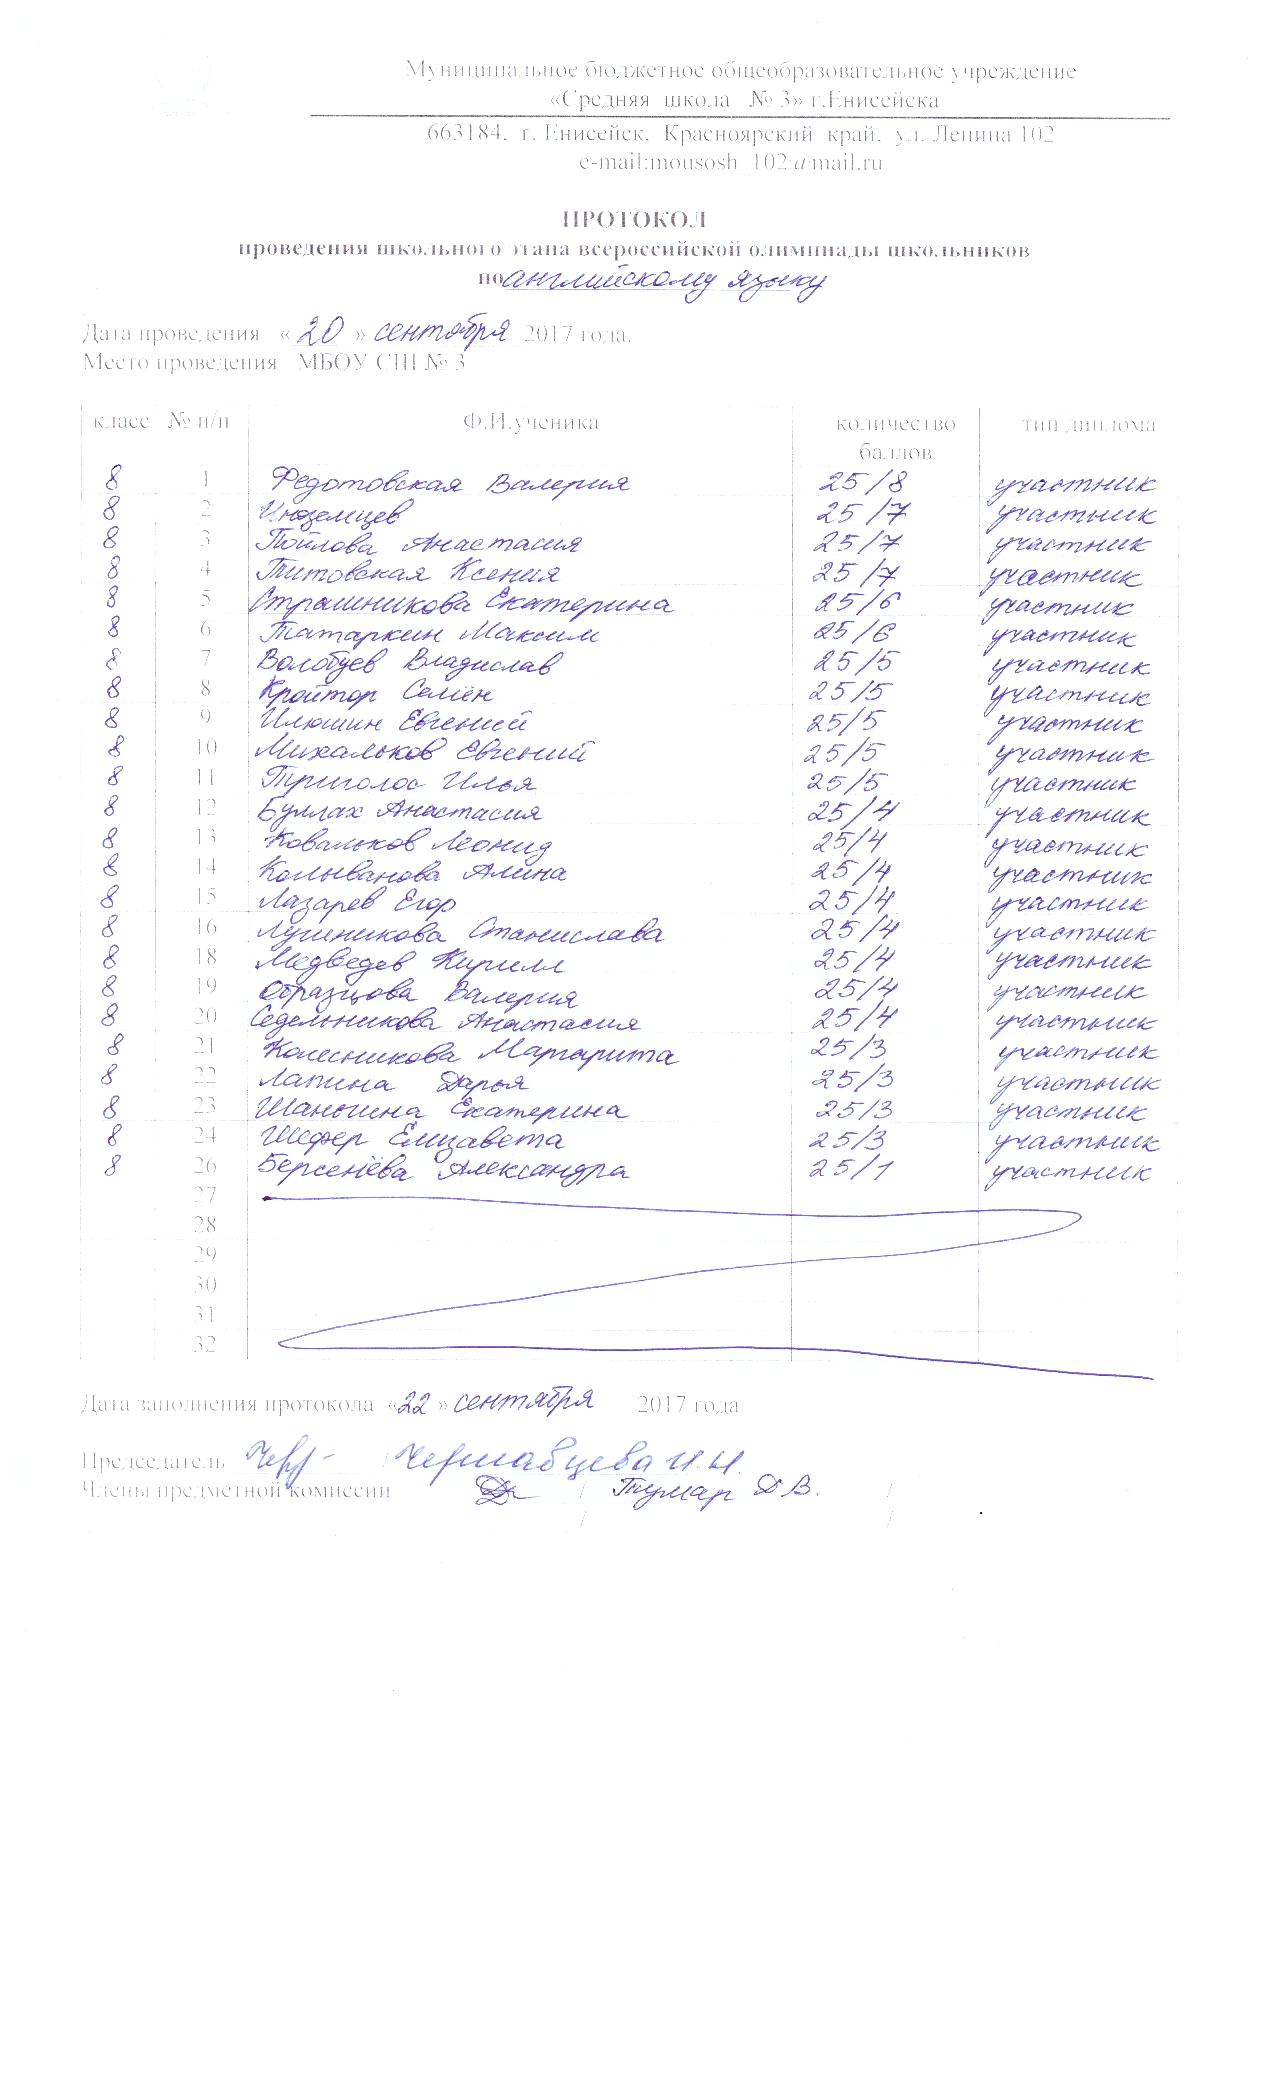 Муниципальное бюджетное общеобразовательное учреждение
«Средняя школа № 3» г.Енисейска
663184, г. Енисейск, Красноярский край, ул. Ленина 102
e-mail:mousosh_102@mail.ru
ПРОТОКОЛ
проведения школьного этапа всероссийской олимпиады школьников
по английскому языку
Дата проведения « 20 » сентября 2017 года.
Место проведения МБОУ СШ № 3
класс № п/п Ф.И.ученика количество баллов тип диплома
8 1 Федотовская Валерия 25/8 участник
8 2 Иноземцев 25/7 участник
8 3 Пойлова Анастасия 25/7 участник
8 4 Титовская Ксения 25/7 участник
8 5 Страшникова Екатерина 25/6 участник
8 6 Татаркин Максим 25/6 участник
8 7 Волобуев Владислав 25/5 участник
8 8 Кройтор Семён 25/5 участник
8 9 Илюшин Евгений 25/5 участник
8 10 Михальков Евгений 25/5 участник
8 11 Триголос Илья 25/5 участник
8 12 Буллах Анастасия 25/4 участник
8 13 Ковальков Леонид 25/4 участник
8 14 Колыванова Алина 25/4 участник
8 15 Лазарев Егор 25/4 участник
8 16 Лушникова Станислава 25/4 участник
8 18 Медведев Кирилл 25/4 участник
8 19 Образцова Валерия 25/4 участник
8 20 Седельникова Анастасия 25/4 участник
8 21 Колесникова Маргарита 25/3 участник
8 22 Лапина Дарья 25/3 участник
8 23 Шаньгина Екатерина 25/3 участник
8 24 Шефер Елизавета 25/3 участник
8 26 Берсенёва Александра 25/1 участник
27
28
29
30
31
32
Дата заполнения протокола «22» сентября 2017 года
Председатель / И.Н.
Члены предметной комиссии / Тумар Д.В. /
/ /